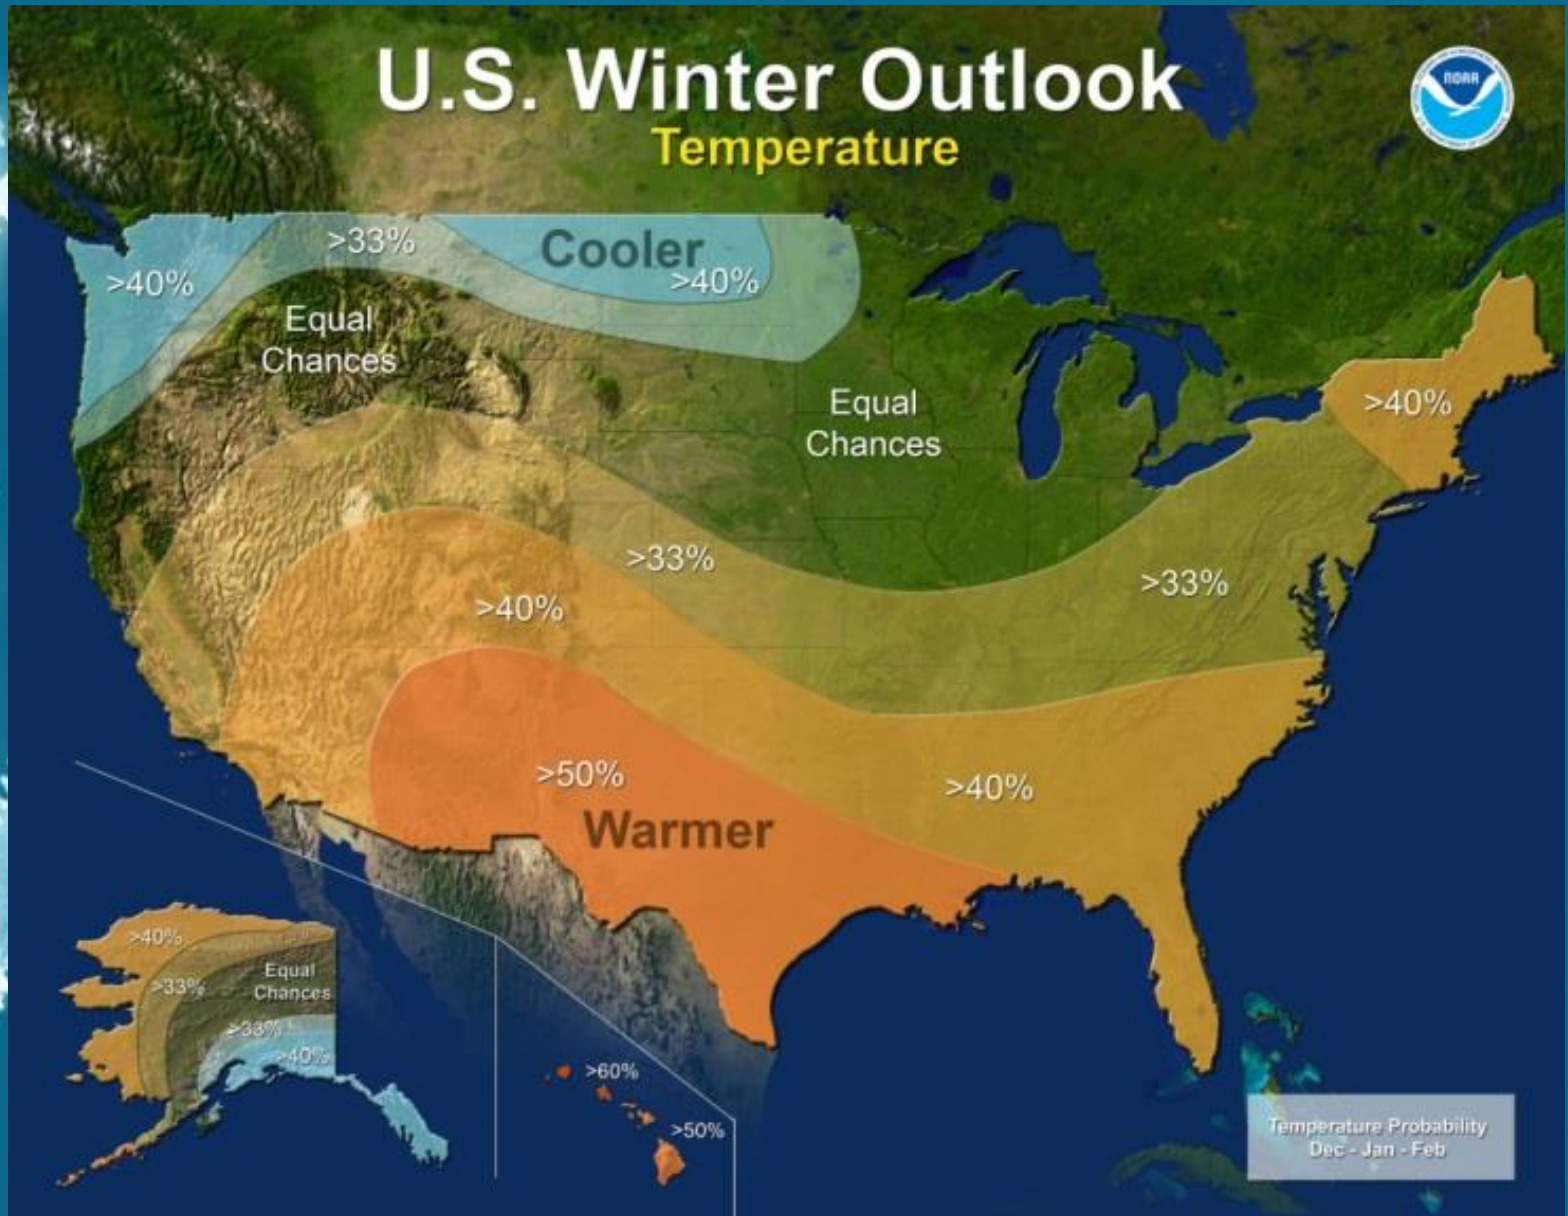 U.S. Winter Outlook
Temperature
NOAA
>33%
Cooler
>40%
>40%
Equal
Chances
>40%
Equal
Chances
>33%
>33%
>40%
>40%
>50%
Warmer
>40%
>33%
Equal
Chances
>33%
>40%
>60%
>50%
Temperature Probability
Dec - Jan - Feb